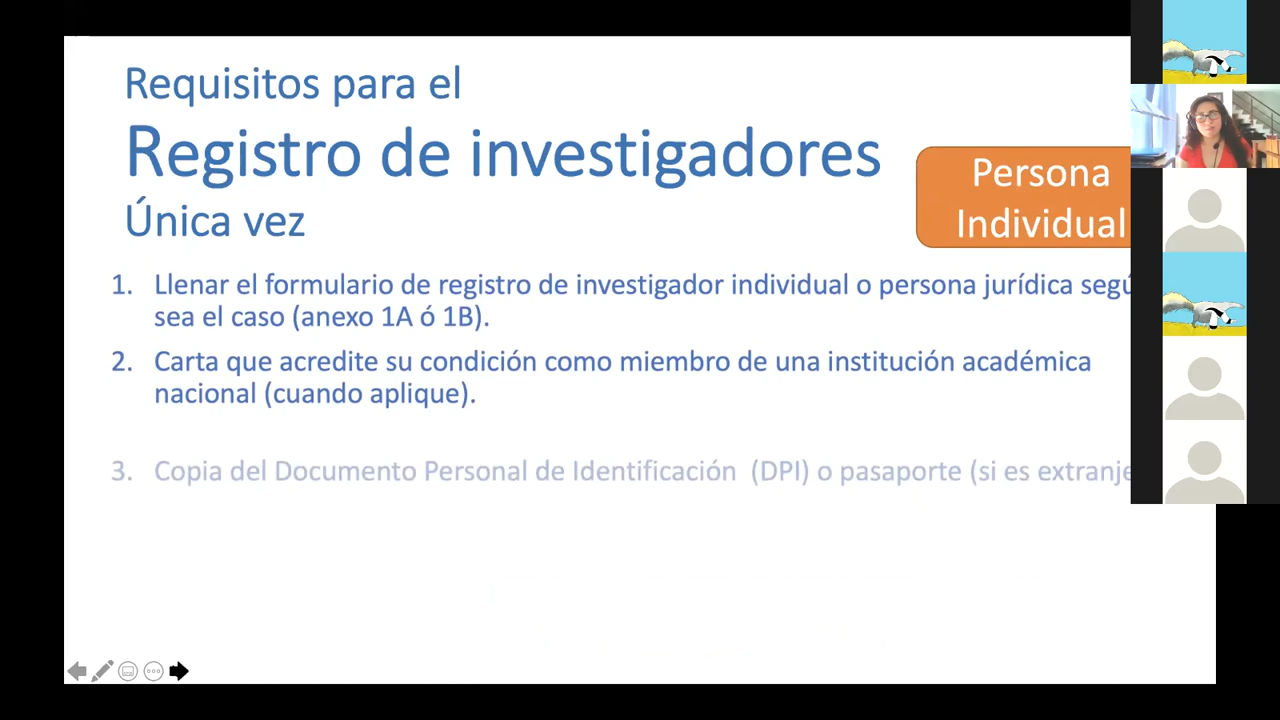 Requisitos para el
Registro de investigadores
Única vez
Persona
Individual
1. Llenar el formulario de registro de investigador individual o persona jurídica
sea el caso (anexo 1A ó 1B).
2. Carta que acredite su condición como miembro de una institución académica
nacional (cuando aplique).
3. Copia del Documento Personal de Identificación (DPI) o pasaporte (si es